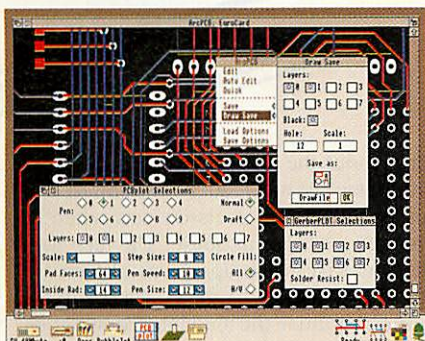 ArcPCB: EuroCard
ArcPCB
Edit
Auto Edit
Quick
Save
Draw Save
Load Options
Save Options
Draw Save
Layers:
0 1 2 3
4 5 6 7
Black:
Hole: Scale:
12 1
Save as:
DrawFile OK
PCBplot Selections
Pen: 0 1 2 3 4 Normal
5 6 7 8 9 Draft
Layers: 0 1 2 3 4 5 6 7
Scale: 1 Step Size: 8 Circle Fill:
Pad Faces: 64 Pen Speed: 10 All
Inside Rad: 14 Pen Size: 12 H/V
GerberPLOT Selections
Layers:
0 1 2 3
4 5 6 7
Solder Resist:
PCB
plot
Ready